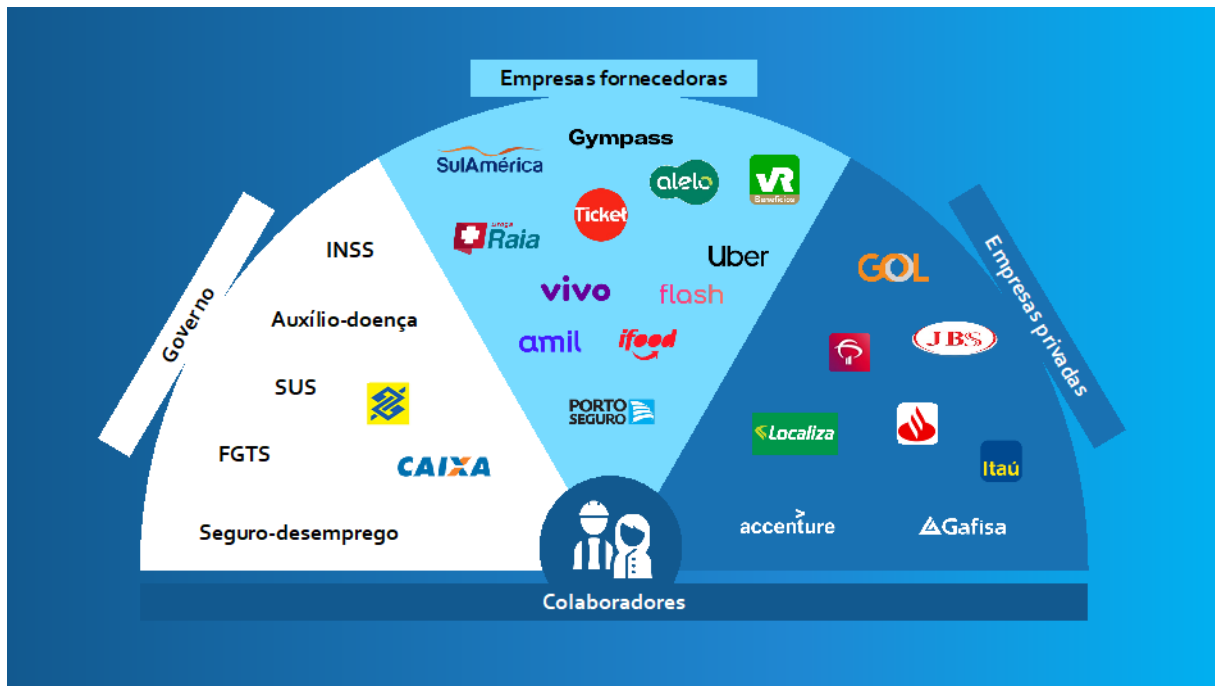 Empresas fornecedoras
Gympass
SulAmérica
alelo
VR
Benefícios
Ticket
Droga
Raia
Uber
vivo
flash
amil
ifood
PORTO
SEGURO
Governo
INSS
Auxílio-doença
SUS
FGTS
CAIXA
Seguro-desemprego
Empresas privadas
GOL
JBS
Localiza
Itaú
accenture
Gafisa
Colaboradores